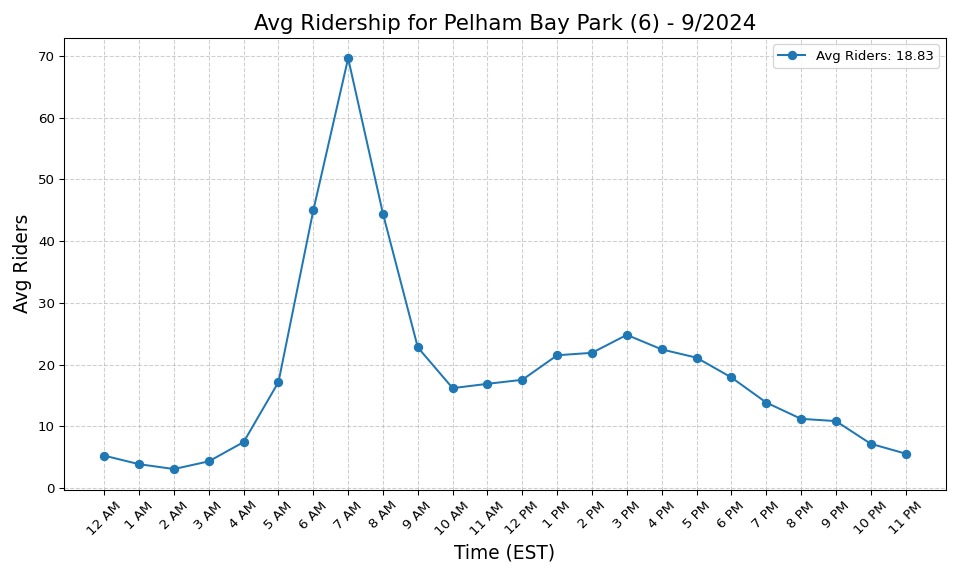 Avg Ridership for Pelham Bay Park (6) - 9/2024
Avg Riders: 18.83
Avg Riders
70
60
50
40
30
20
10
0
12 AM
1 AM
2 AM
3 AM
4 AM
5 AM
6 AM
7 AM
8 AM
9 AM
10 AM
11 AM
12 PM
1 PM
2 PM
3 PM
4 PM
5 PM
6 PM
7 PM
8 PM
9 PM
10 PM
11 PM
Time (EST)